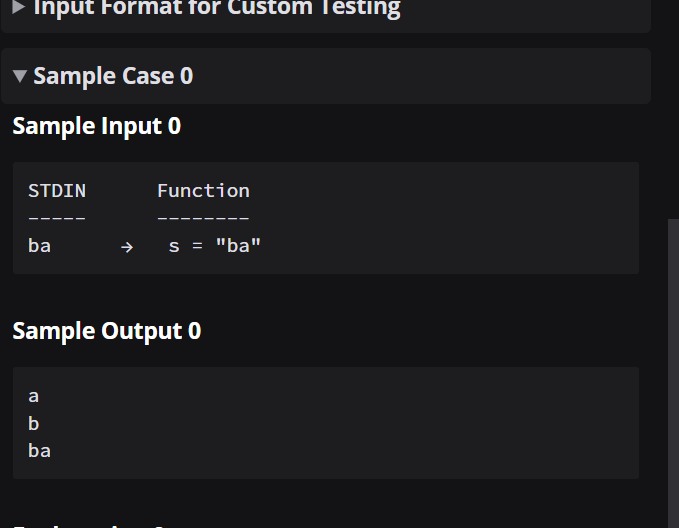 Input Format for Custom Testing
Sample Case 0
Sample Input 0
STDIN Function
----- --------
ba → s = "ba"
Sample Output 0
a
b
ba